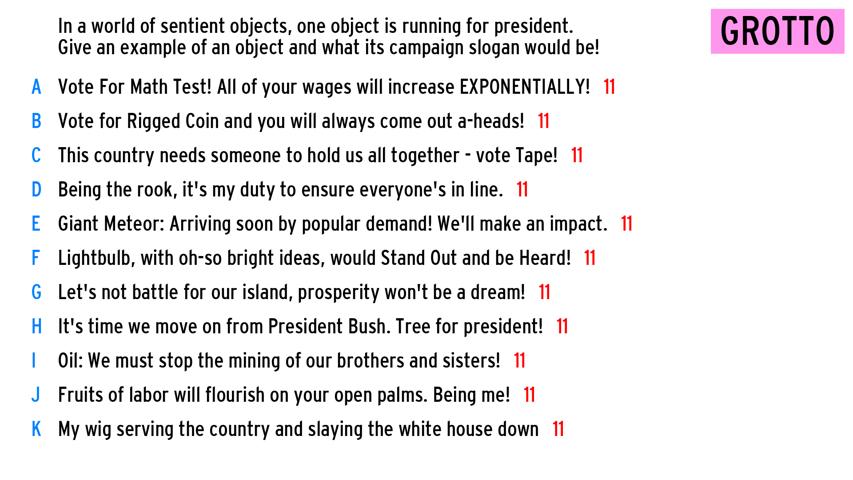 In a world of sentient objects, one object is running for president.
Give an example of an object and what its campaign slogan would be!
GROTTO
A Vote For Math Test! All of your wages will increase EXPONENTIALLY! 11
B Vote for Rigged Coin and you will always come out a-heads! 11
C This country needs someone to hold us all together - vote Tape! 11
D Being the rook, it's my duty to ensure everyone's in line. 11
E Giant Meteor: Arriving soon by popular demand! We'll make an impact. 11
F Lightbulb, with oh-so bright ideas, would Stand Out and be Heard! 11
G Let's not battle for our island, prosperity won't be a dream! 11
H It's time we move on from President Bush. Tree for president! 11
I Oil: We must stop the mining of our brothers and sisters! 11
J Fruits of labor will flourish on your open palms. Being me! 11
K My wig serving the country and slaying the white house down 11